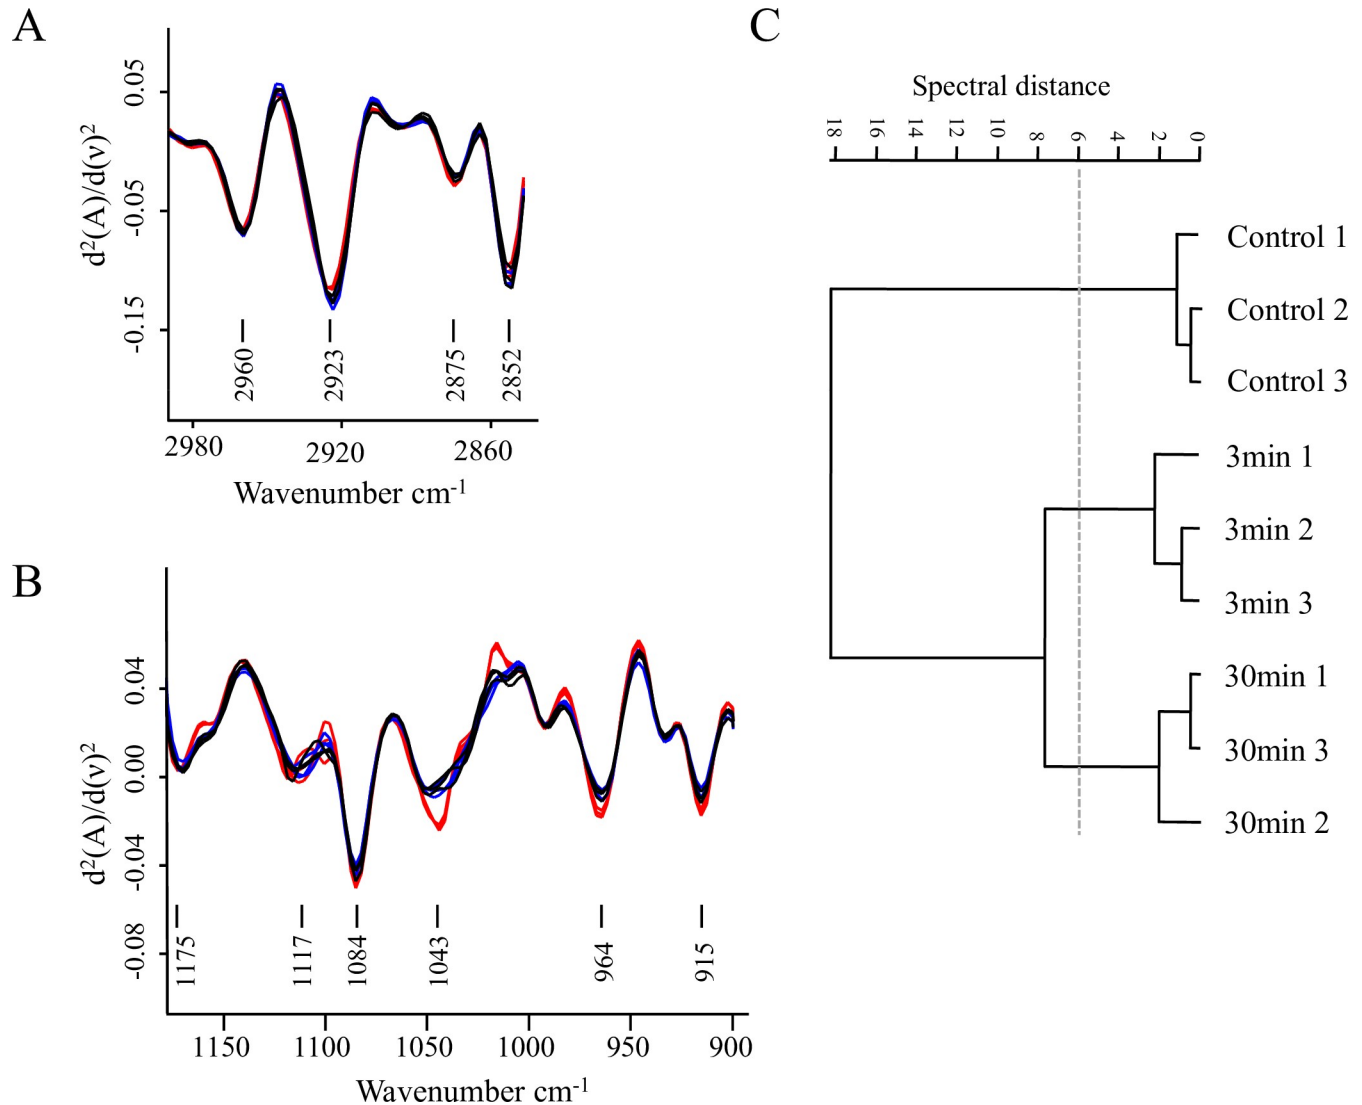 A
0.05
-0.05
-0.15
d²(A)/d(ν)²
2960
2923
2875
2852
2980
2920
2860
Wavenumber cm⁻¹
B
0.04
0.00
-0.04
-0.08
d²(A)/d(ν)²
1175
1117
1084
1043
964
915
1150
1100
1050
1000
950
900
Wavenumber cm⁻¹
C
Spectral distance
18 16 14 12 10 8 6 4 2 0
Control 1
Control 2
Control 3
3min 1
3min 2
3min 3
30min 1
30min 3
30min 2